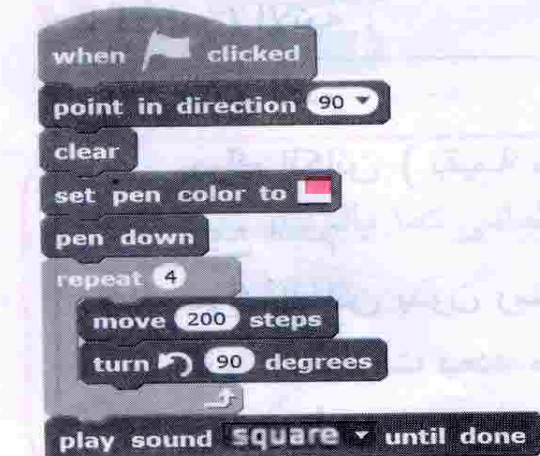 when clicked
point in direction 90
clear
set pen color to
pen down
repeat 4
move 200 steps
turn 90 degrees
play sound square until done